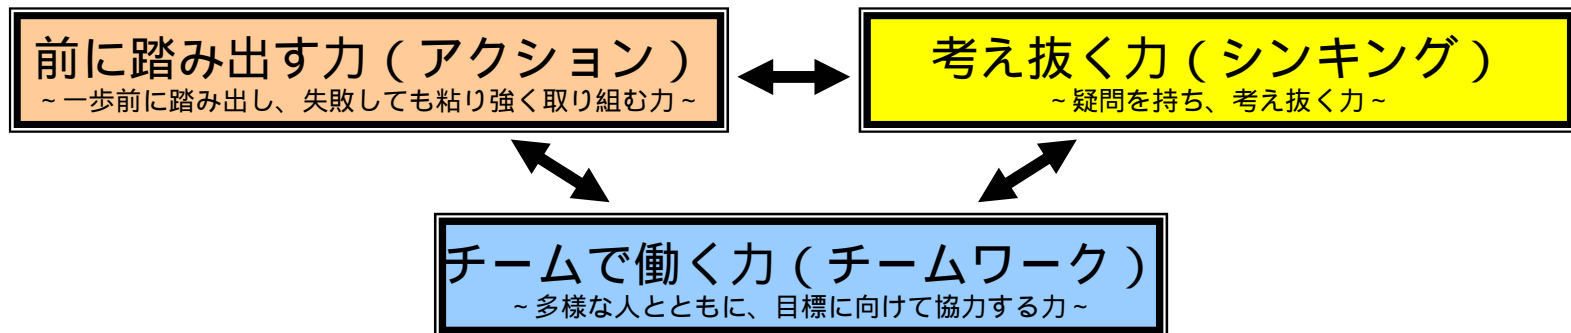 前に踏み出す力（アクション）
~一歩前に踏み出し、失敗しても粘り強く取り組む力~
考え抜く力（シンキング）
~疑問を持ち、考え抜く力~
チームで働く力（チームワーク）
~多様な人とともに、目標に向けて協力する力~